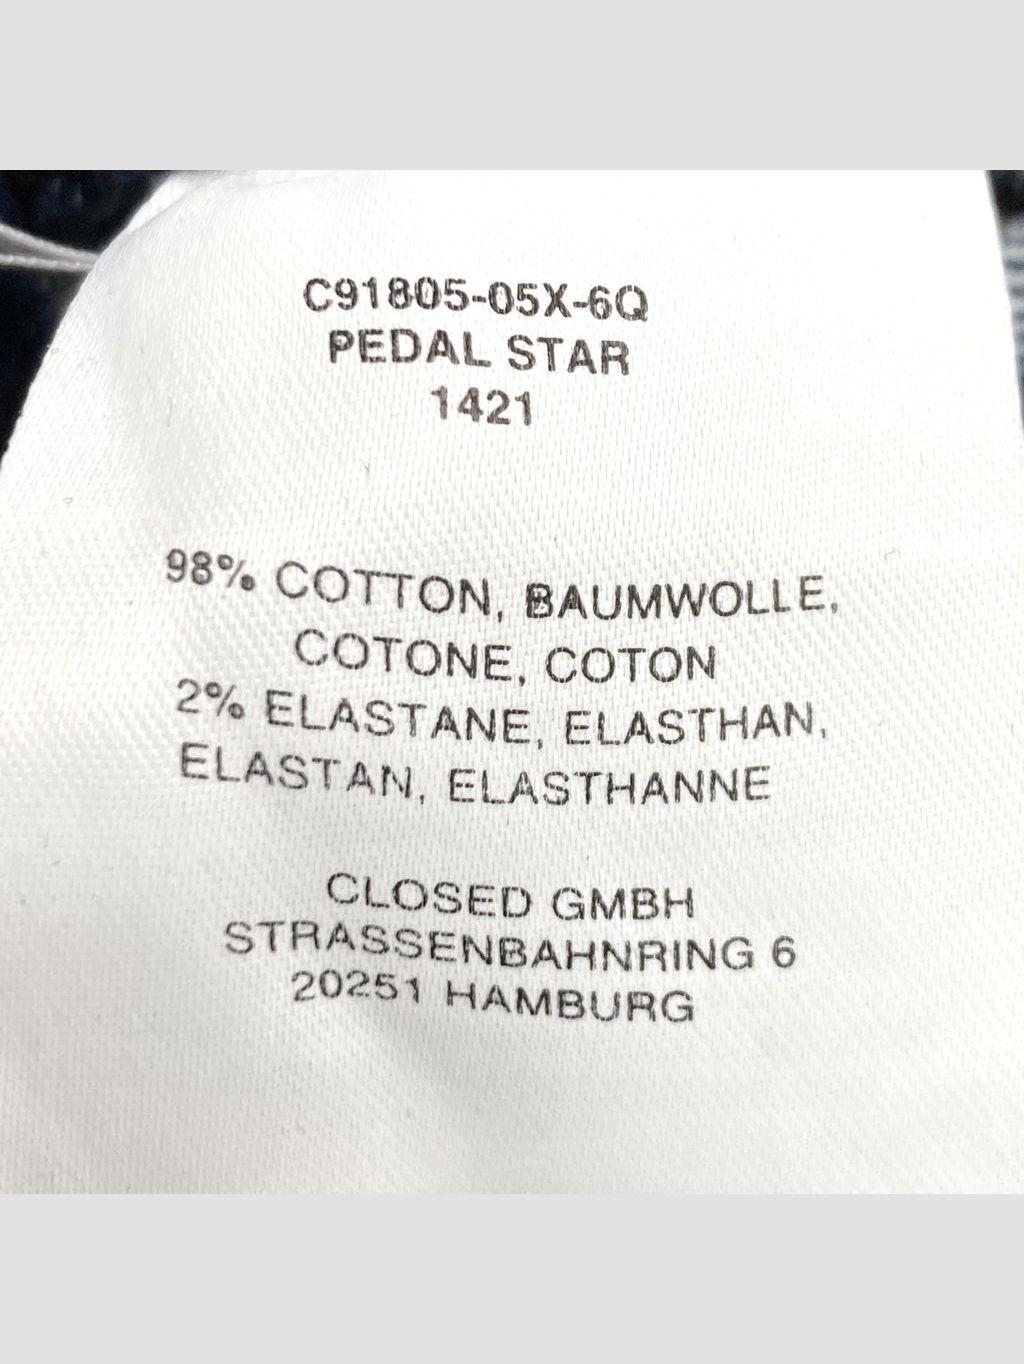 C91805-05X-6Q
PEDAL STAR
1421
98% COTTON, BAUMWOLLE,
COTONE, COTON
2% ELASTANE, ELASTHAN,
ELASTAN, ELASTHANNE
CLOSED GMBH
STRASSENBAHNRING 6
20251 HAMBURG